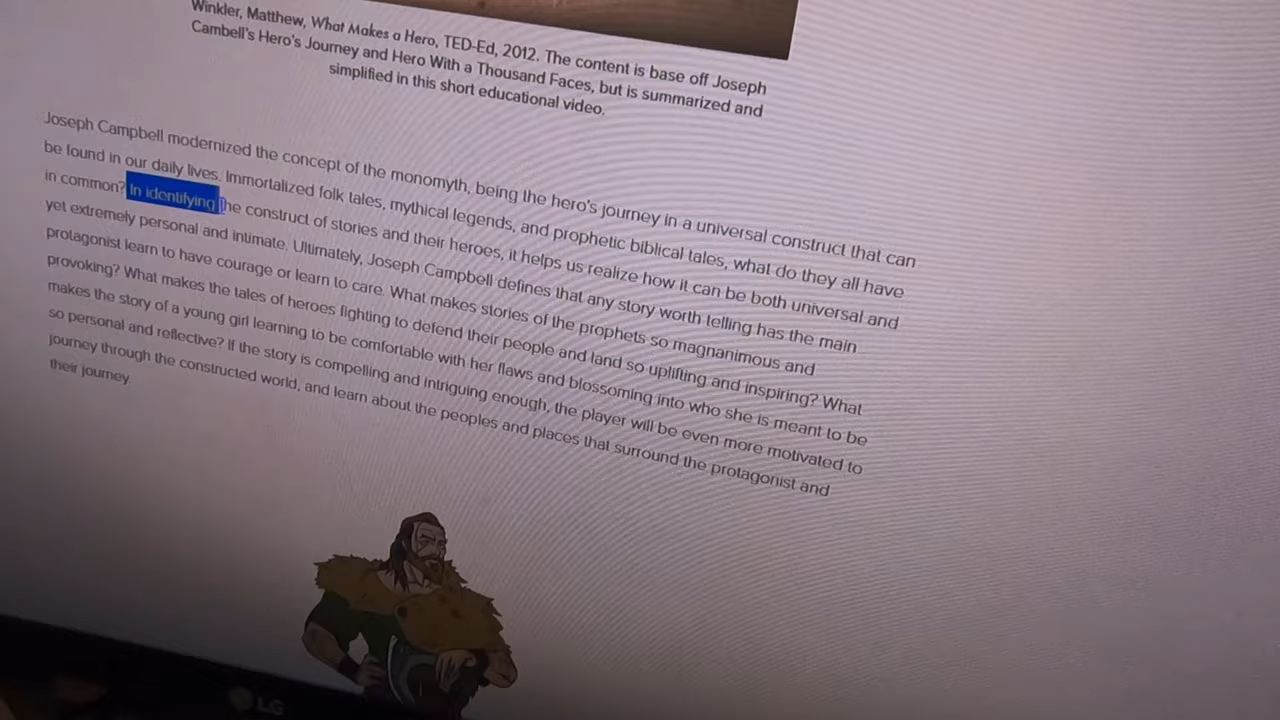 Winkler, Matthew, What Makes a Hero, TED-Ed, 2012. The content is base off Joseph
Cambell's Hero's Journey and Hero With a Thousand Faces, but is summarized and
simplified in this short educational video.
Joseph Campbell modernized the concept of the monomyth, being the hero's journey in a universal construct that can
be found in our daily lives. Immortalized folk tales, mythical legends, and prophetic biblical tales, what do they all have
in common? In identifying the construct of stories and their heroes, it helps us realize how it can be both universal and
yet extremely personal and intimate. Ultimately, Joseph Campbell defines that any story worth telling has the main
protagonist learn to have courage or learn to care. What makes stories of the prophets so magnanimous and
provoking? What makes the tales of heroes fighting to defend their people and land so uplifting and inspiring? What
makes the story of a young girl learning to be comfortable with her flaws and blossoming into who she is meant to be
so personal and reflective? If the story is compelling and intriguing enough, the player will be even more motivated to
journey through the constructed world, and learn about the peoples and places that surround the protagonist and
their journey
LG